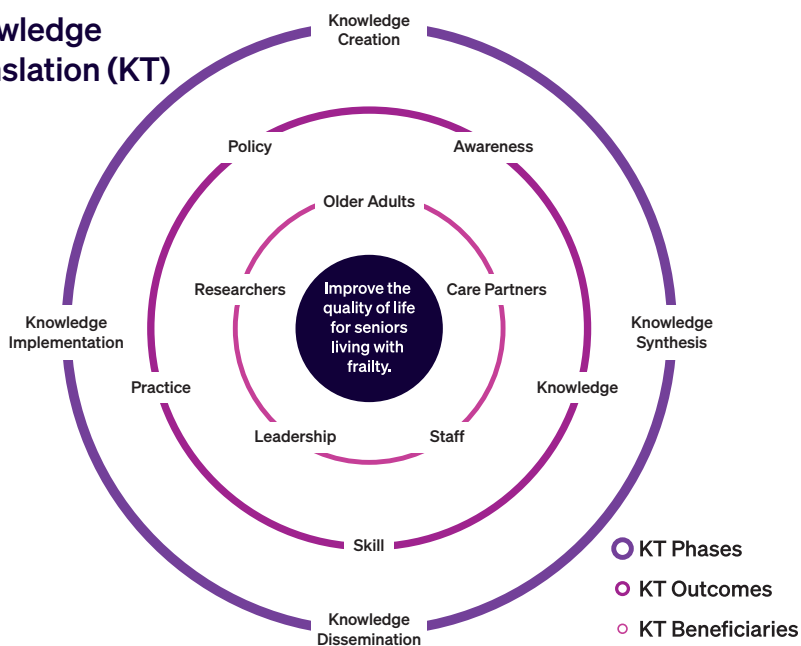 wledge
nslation (KT)
Knowledge
Creation
Policy
Awareness
Older Adults
Researchers
Improve the
quality of life
for seniors
living with
frailty.
Care Partners
Knowledge
Implementation
Knowledge
Synthesis
Practice
Knowledge
Leadership
Staff
Skill
Knowledge
Dissemination
KT Phases
KT Outcomes
KT Beneficiaries